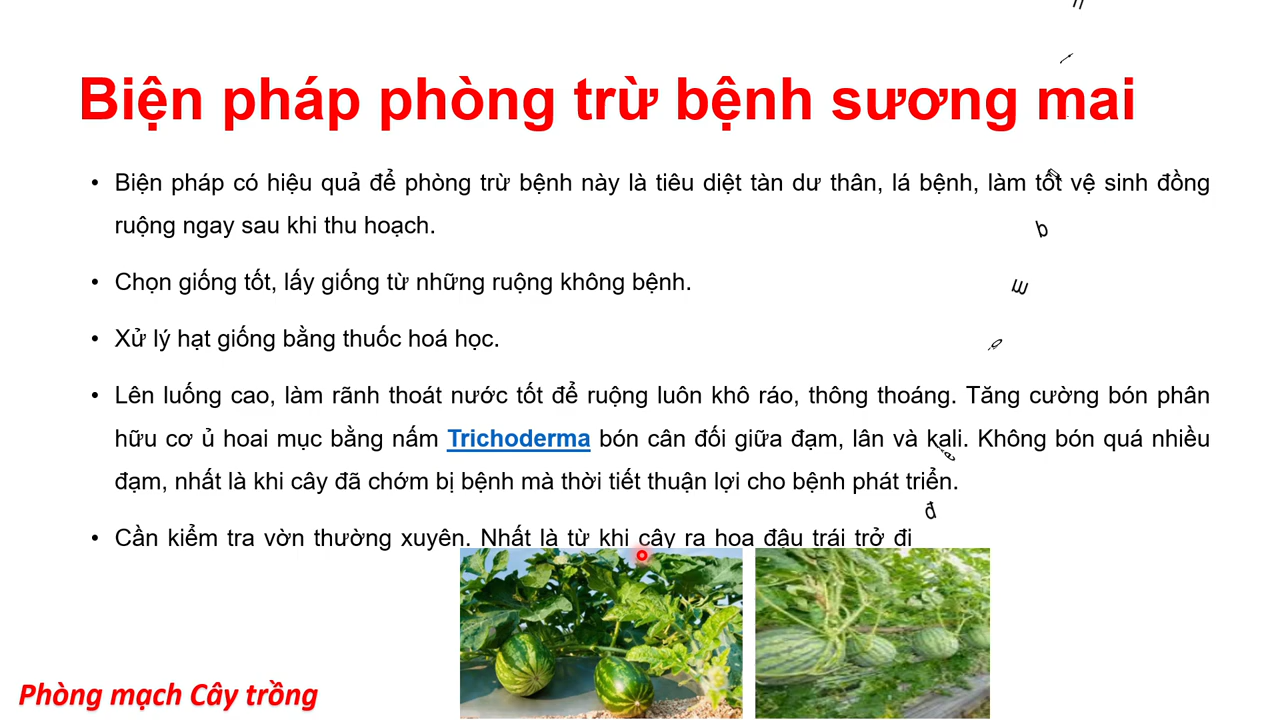 Biện pháp phòng trừ bệnh sương mai
• Biện pháp có hiệu quả để phòng trừ bệnh này là tiêu diệt tàn dư thân, lá bệnh, làm tốt vệ sinh đồng
ruộng ngay sau khi thu hoạch.
• Chọn giống tốt, lấy giống từ những ruộng không bệnh.
• Xử lý hạt giống bằng thuốc hoá học.
• Lên luống cao, làm rãnh thoát nước tốt để ruộng luôn khô ráo, thông thoáng. Tăng cường bón phân
hữu cơ ủ hoai mục bằng nấm Trichoderma bón cân đối giữa đạm, lân và kali. Không bón quá nhiều
đạm, nhất là khi cây đã chớm bị bệnh mà thời tiết thuận lợi cho bệnh phát triển.
• Cần kiểm tra vờn thường xuyên. Nhất là từ khi cây ra hoa đậu trái trở đi
Phòng mạch Cây trồng